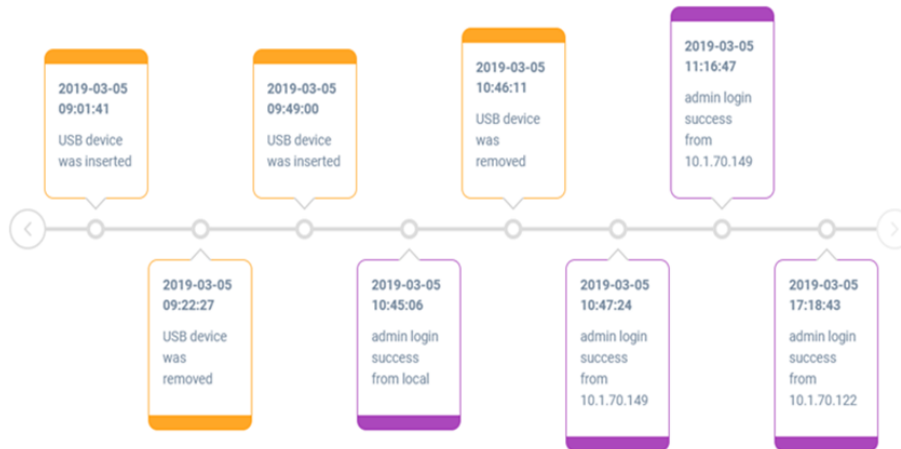 2019-03-05
09:01:41
USB device
was inserted
2019-03-05
09:22:27
USB device
was
removed
2019-03-05
09:49:00
USB device
was inserted
2019-03-05
10:45:06
admin login
success
from local
2019-03-05
10:46:11
USB device
was
removed
2019-03-05
10:47:24
admin login
success
from
10.1.70.149
2019-03-05
11:16:47
admin login
success
from
10.1.70.149
2019-03-05
17:18:43
admin login
success
from
10.1.70.122